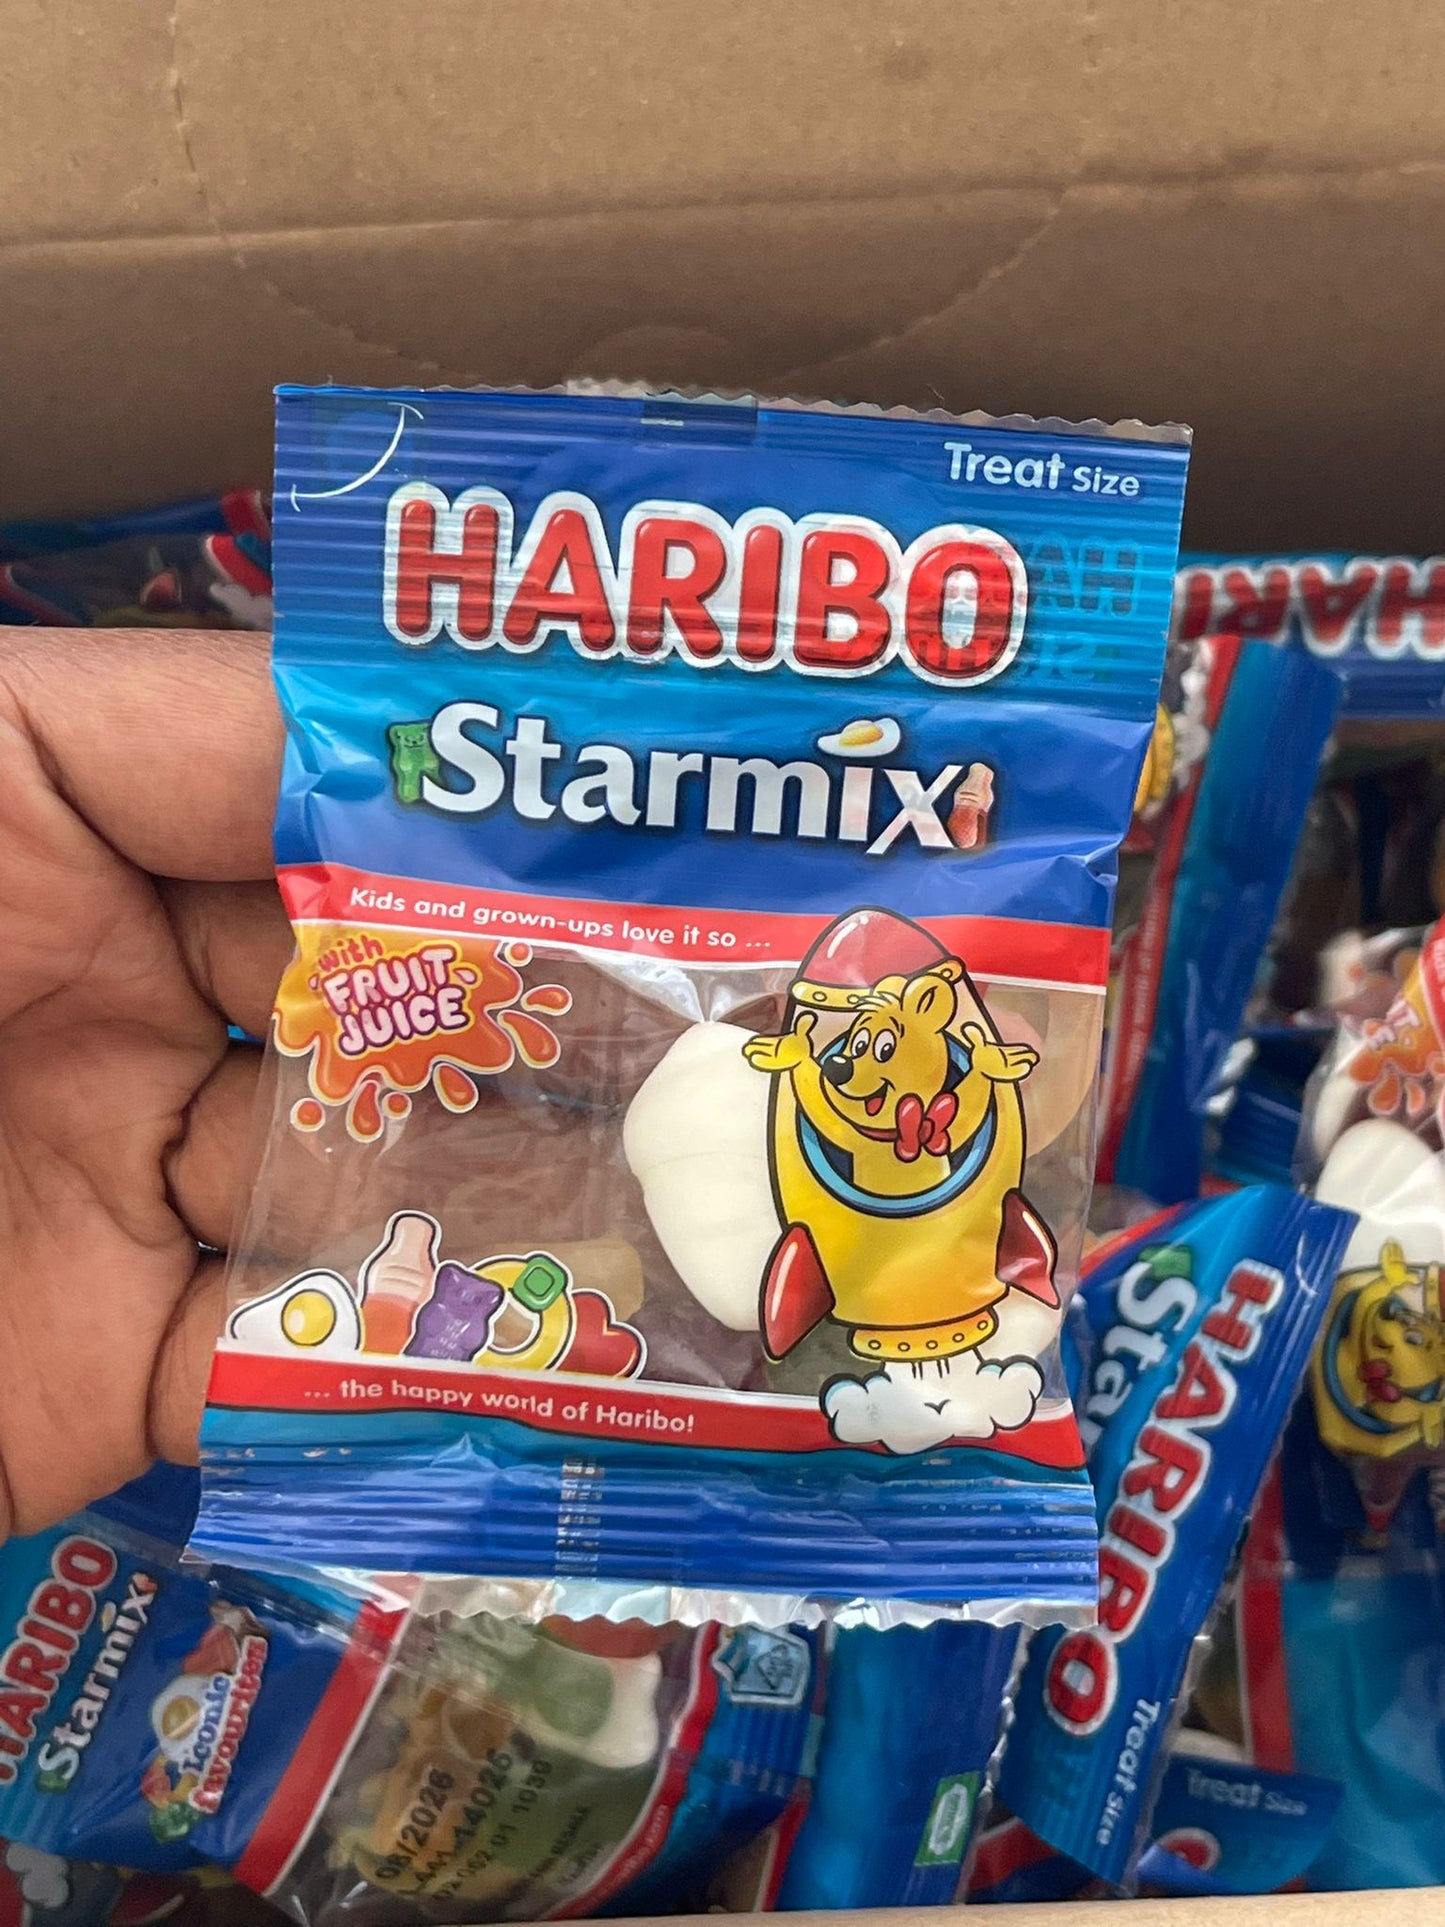 Treat Size
HARIBO
Starmix
Kids and grown-ups love it so ...
with
FRUIT
JUICE
... the happy world of Haribo!
HARI
HARIBO
Starmix
Iconic
favourites
08/2026
HARIBO
Treat Size
Treat Size